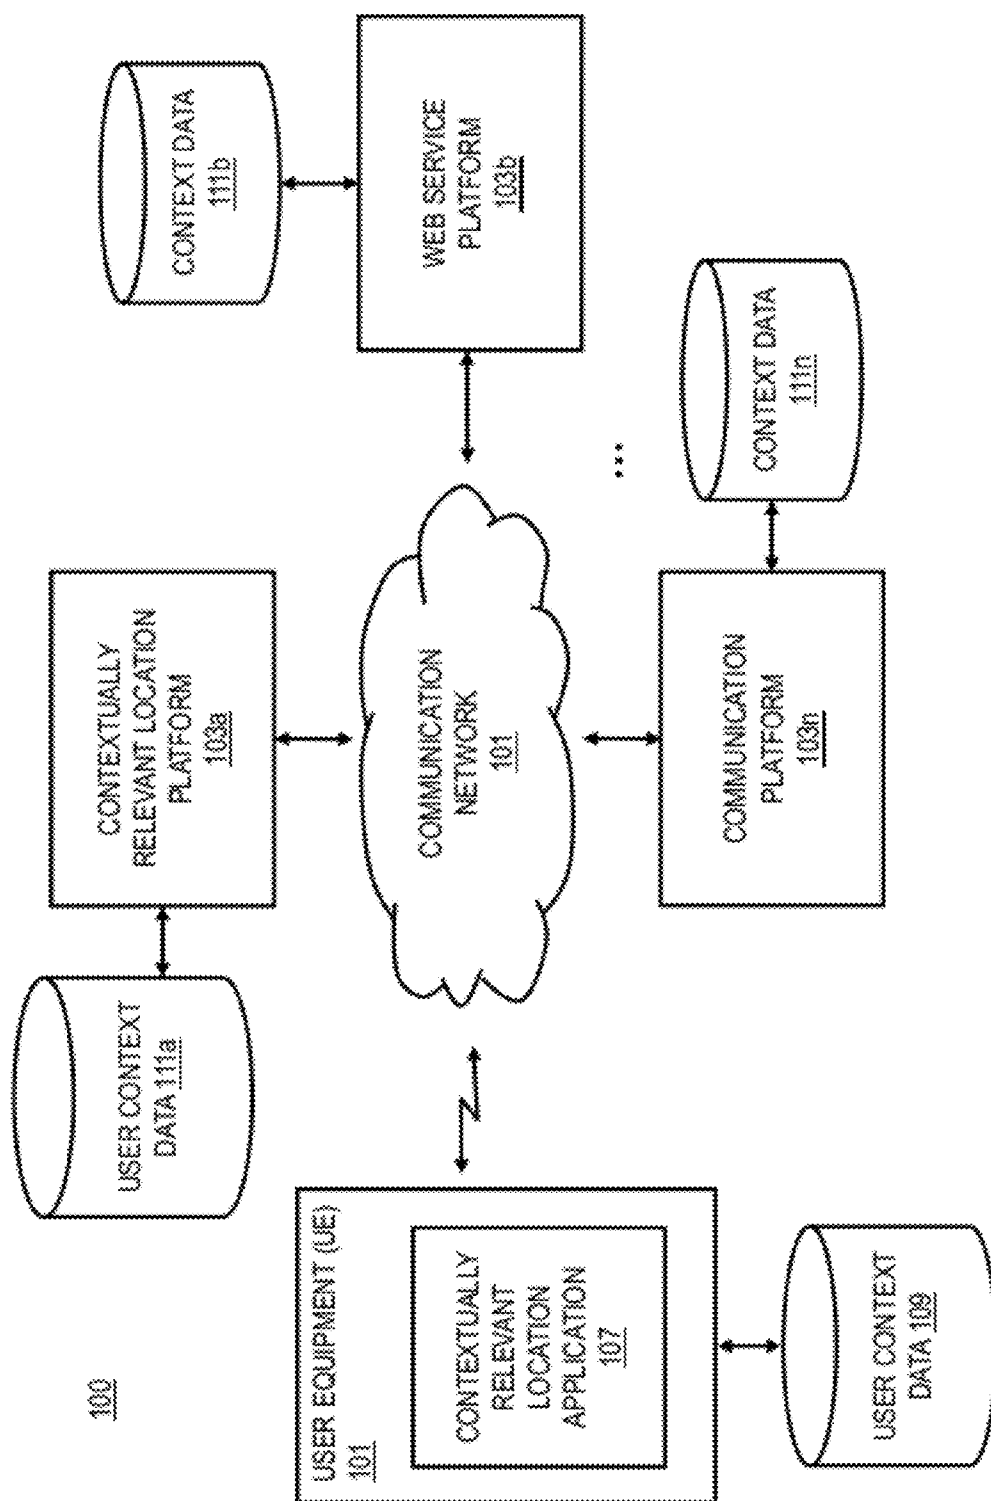 100
USER CONTEXT
DATA 111a
CONTEXTUALLY
RELEVANT LOCATION
PLATFORM
103a
CONTEXT DATA
111b
WEB SERVICE
PLATFORM
103b
USER EQUIPMENT (UE)
101
CONTEXTUALLY
RELEVANT
LOCATION
APPLICATION
107
COMMUNICATION
NETWORK
101
...
USER CONTEXT
DATA 109
COMMUNICATION
PLATFORM
103n
CONTEXT DATA
111n